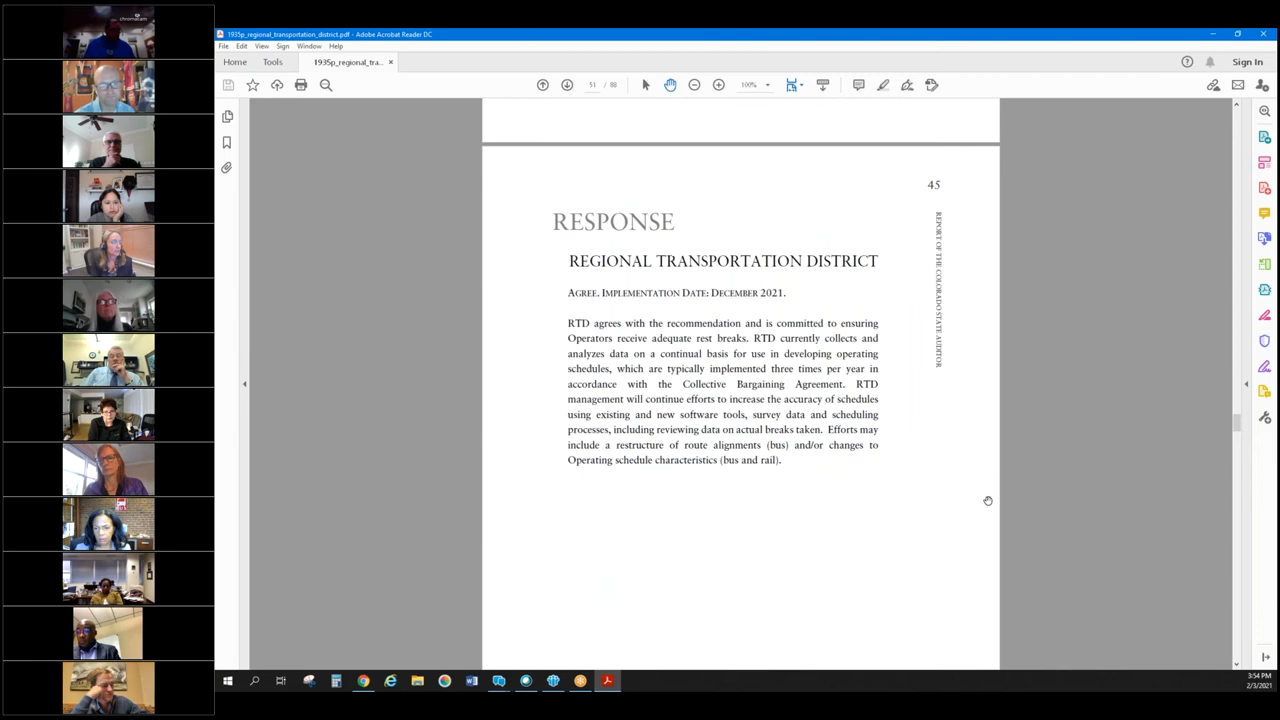 chromacam
1935p_regional_transportation_district.pdf - Adobe Acrobat Reader DC
File Edit View Sign Window Help
Home Tools 1935p_regional_tra... × Sign In
51 / 88 100%
45
RESPONSE
REPORT OF THE COLORADO STATE AUDITOR
REGIONAL TRANSPORTATION DISTRICT
AGREE. IMPLEMENTATION DATE: DECEMBER 2021.
RTD agrees with the recommendation and is committed to ensuring
Operators receive adequate rest breaks. RTD currently collects and
analyzes data on a continual basis for use in developing operating
schedules, which are typically implemented three times per year in
accordance with the Collective Bargaining Agreement. RTD
management will continue efforts to increase the accuracy of schedules
using existing and new software tools, survey data and scheduling
processes, including reviewing data on actual breaks taken. Efforts may
include a restructure of route alignments (bus) and/or changes to
Operating schedule characteristics (bus and rail).
3:54 PM
2/3/2021